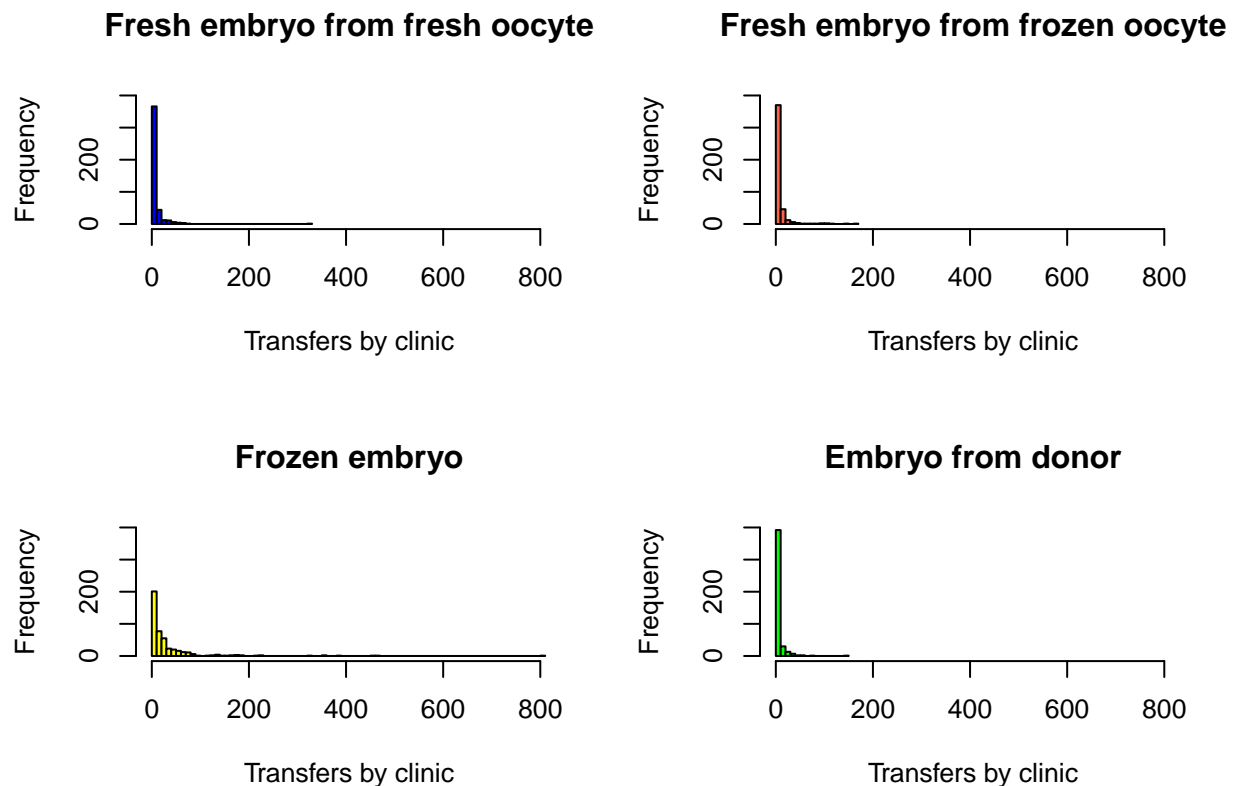 Fresh embryo from fresh oocyte
Frequency
0 200
0 200 400 600 800
Transfers by clinic
Fresh embryo from frozen oocyte
Frequency
0 200
0 200 400 600 800
Transfers by clinic
Frozen embryo
Frequency
0 200
0 200 400 600 800
Transfers by clinic
Embryo from donor
Frequency
0 200
0 200 400 600 800
Transfers by clinic